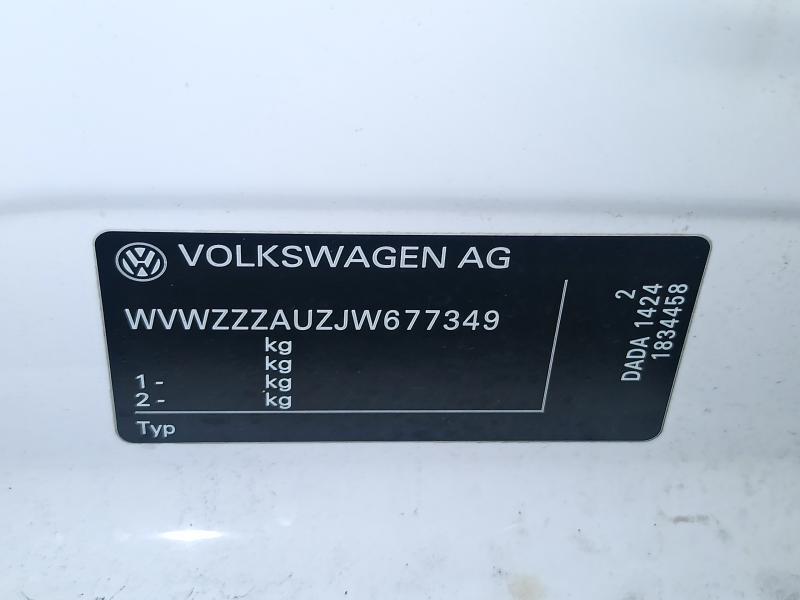 VOLKSWAGEN AG
WVWZZZAUZJW677349
kg
kg
1 - kg
2 - kg
Typ
2
DADA 1424
1834458